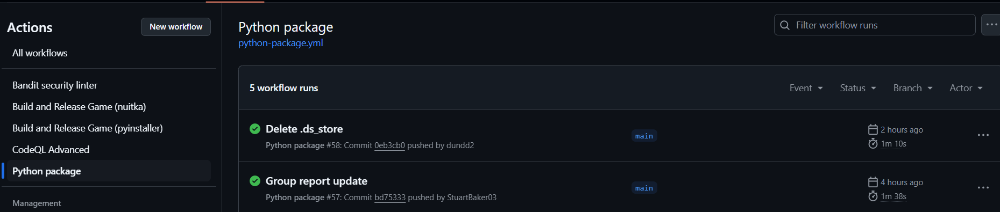 Actions
New workflow
All workflows
Bandit security linter
Build and Release Game (nuitka)
Build and Release Game (pyinstaller)
CodeQL Advanced
Python package
Management
Python package
python-package.yml
Filter workflow runs
5 workflow runs
Event
Status
Branch
Actor
Delete .ds_store
Python package #58: Commit 0eb3cb0 pushed by dundd2
main
2 hours ago
1m 10s
Group report update
Python package #57: Commit bd75333 pushed by StuartBaker03
main
4 hours ago
1m 38s